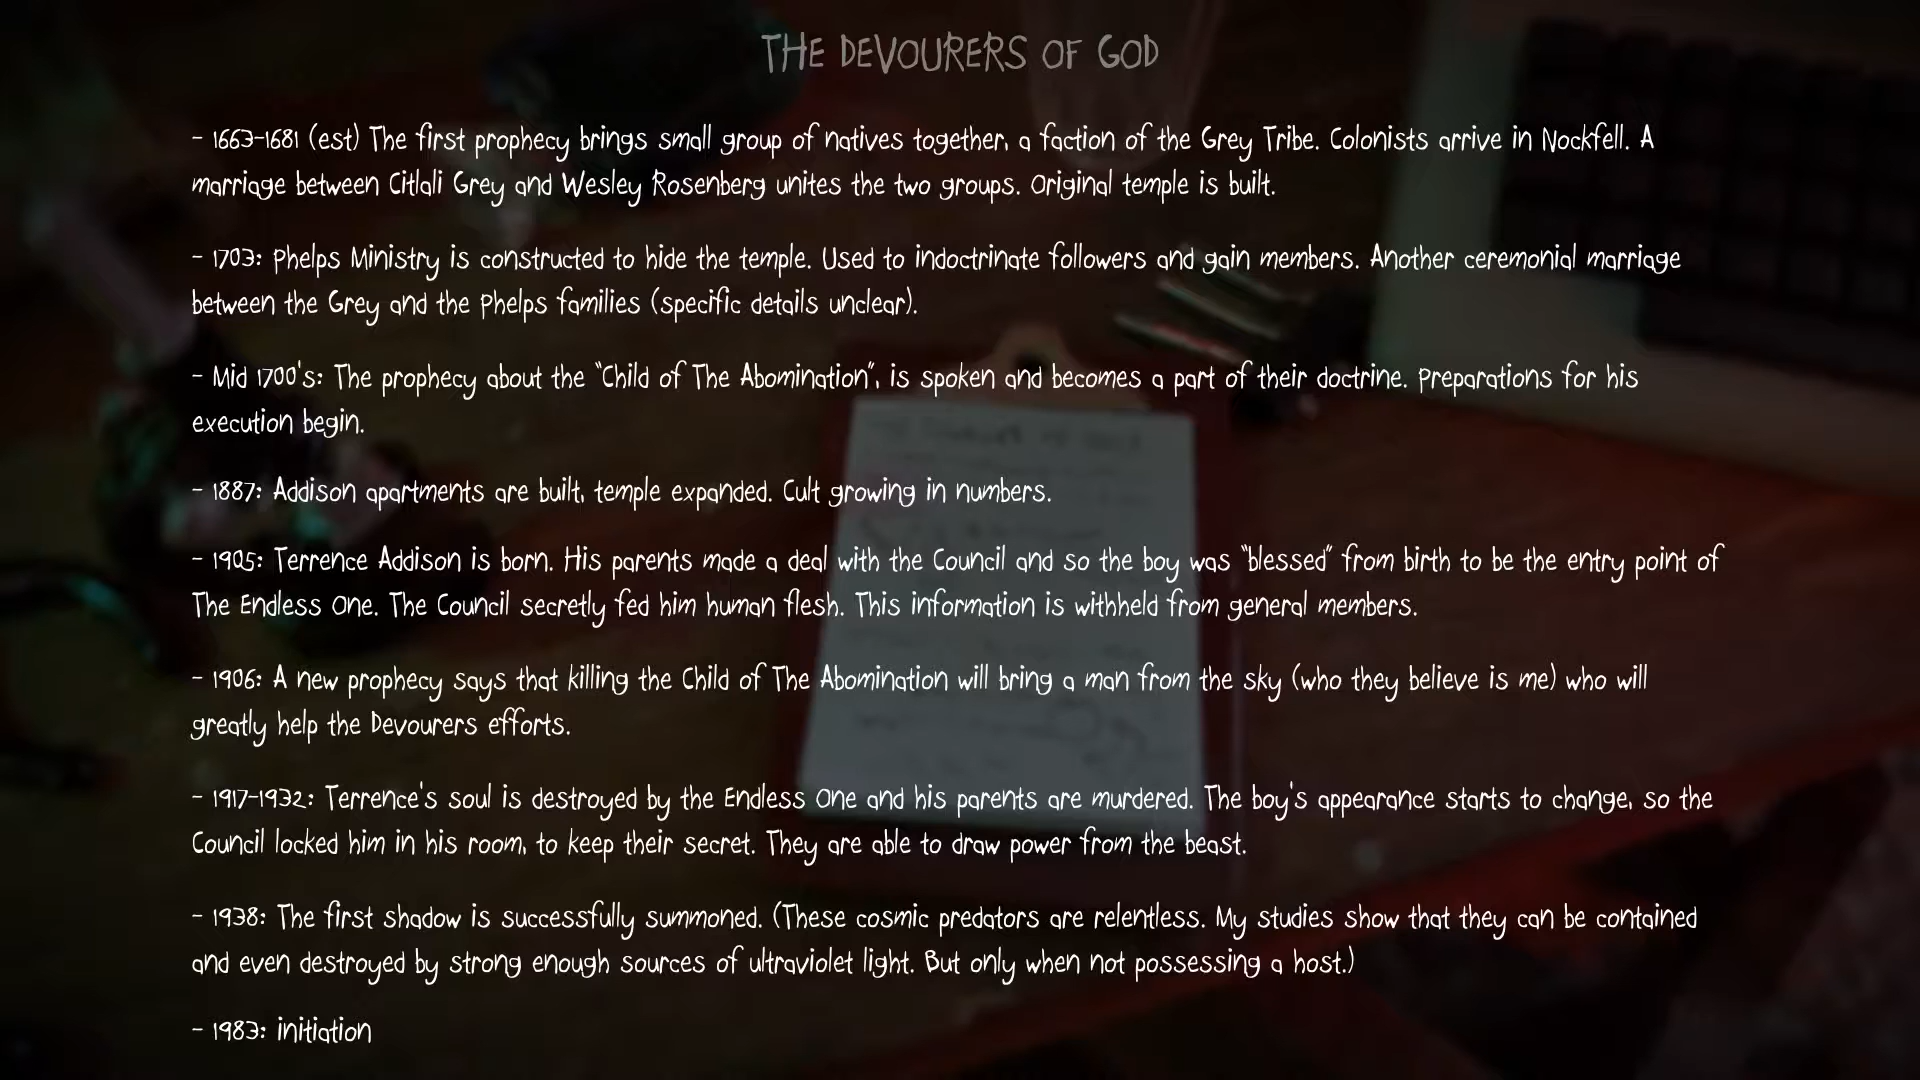 THE DEVOURERS OF GOD
- 1663-1681 (est) The first prophecy brings small group of natives together, a faction of the Grey Tribe. Colonists arrive in Nockfell. A
marriage between Citlali Grey and Wesley Rosenberg unites the two groups. Original temple is built.
- 1703: Phelps Ministry is constructed to hide the temple. Used to indoctrinate followers and gain members. Another ceremonial marriage
between the Grey and the Phelps families (specific details unclear).
- Mid 1700's: The prophecy about the "Child of The Abomination", is spoken and becomes a part of their doctrine. Preparations for his
execution begin.
- 1887: Addison apartments are built, temple expanded. Cult growing in numbers.
- 1905: Terrence Addison is born. His parents made a deal with the Council and so the boy was "blessed" from birth to be the entry point of
The Endless One. The Council secretly fed him human flesh. This information is withheld from general members.
- 1906: A new prophecy says that killing the Child of The Abomination will bring a man from the sky (who they believe is me) who will
greatly help the Devourers efforts.
- 1917-1932: Terrence's soul is destroyed by the Endless One and his parents are murdered. The boy's appearance starts to change, so the
Council locked him in his room, to keep their secret. They are able to draw power from the beast.
- 1938: The first shadow is successfully summoned. (These cosmic predators are relentless. My studies show that they can be contained
and even destroyed by strong enough sources of ultraviolet light. But only when not possessing a host.)
- 1983: initiation